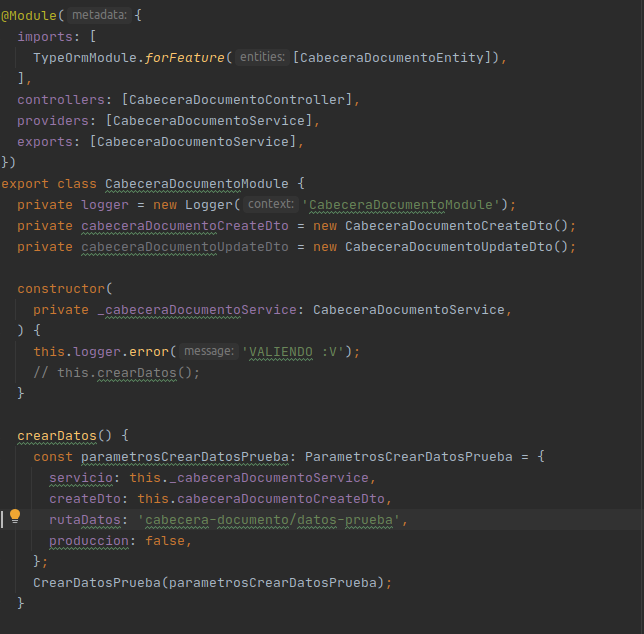 @Module( metadata: {
  imports: [
    TypeOrmModule.forFeature( entities: [CabeceraDocumentoEntity]),
  ],
  controllers: [CabeceraDocumentoController],
  providers: [CabeceraDocumentoService],
  exports: [CabeceraDocumentoService],
})
export class CabeceraDocumentoModule {
  private logger = new Logger( context: 'CabeceraDocumentoModule');
  private cabeceraDocumentoCreateDto = new CabeceraDocumentoCreateDto();
  private cabeceraDocumentoUpdateDto = new CabeceraDocumentoUpdateDto();

  constructor(
    private _cabeceraDocumentoService: CabeceraDocumentoService,
  ) {
    this.logger.error( message: 'VALIENDO :V');
    // this.crearDatos();
  }

  crearDatos() {
    const parametrosCrearDatosPrueba: ParametrosCrearDatosPrueba = {
      servicio: this._cabeceraDocumentoService,
      createDto: this.cabeceraDocumentoCreateDto,
      rutaDatos: 'cabecera-documento/datos-prueba',
      produccion: false,
    };
    CrearDatosPrueba(parametrosCrearDatosPrueba);
  }